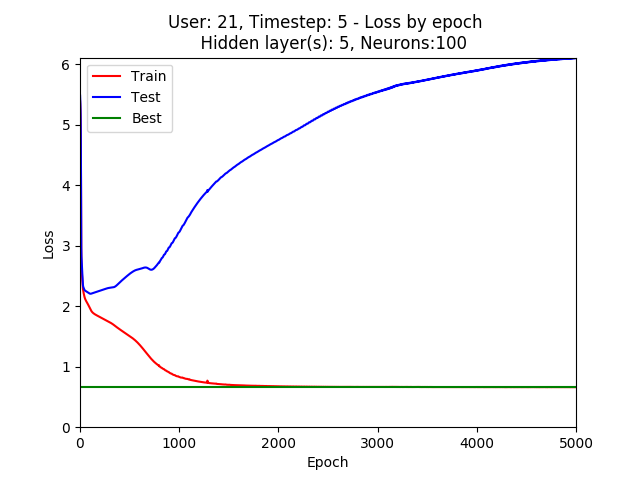 User: 21, Timestep: 5 - Loss by epoch
Hidden layer(s): 5, Neurons:100
Train
Test
Best
6
5
4
3
2
1
0
Loss
0 1000 2000 3000 4000 5000
Epoch